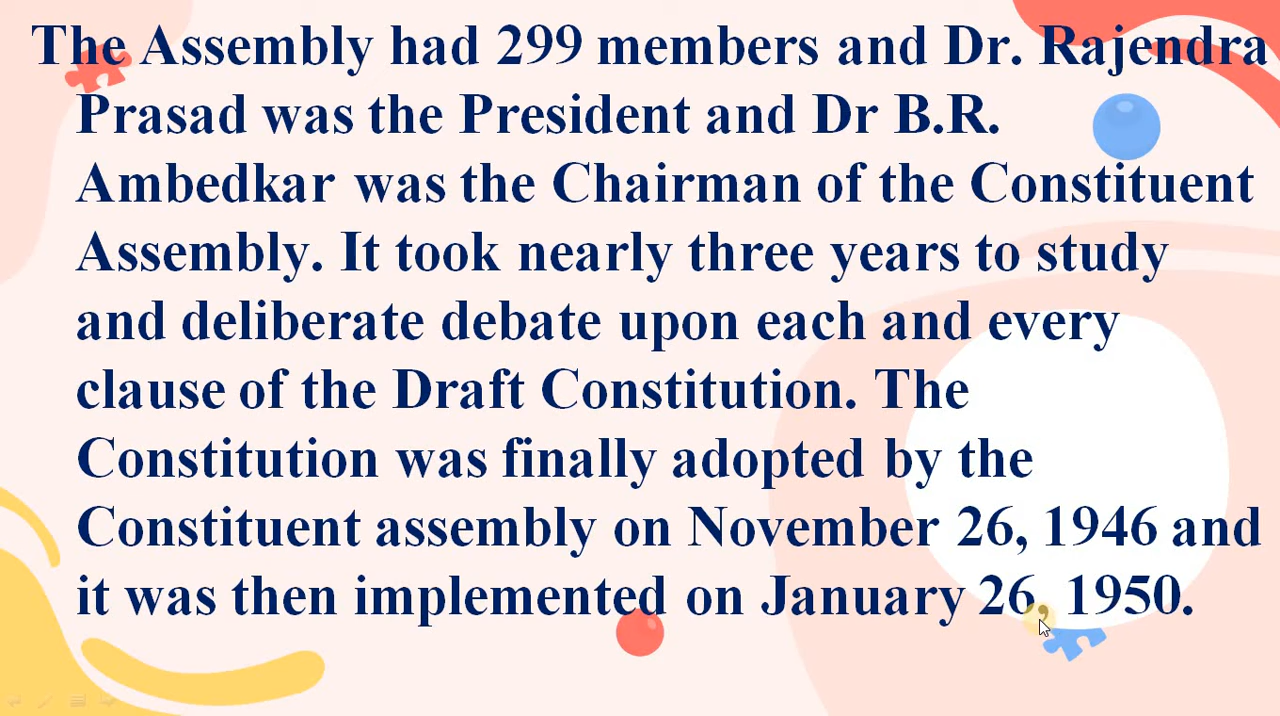 The Assembly had 299 members and Dr. Rajendra
Prasad was the President and Dr B.R.
Ambedkar was the Chairman of the Constituent
Assembly. It took nearly three years to study
and deliberate debate upon each and every
clause of the Draft Constitution. The
Constitution was finally adopted by the
Constituent assembly on November 26, 1946 and
it was then implemented on January 26, 1950.